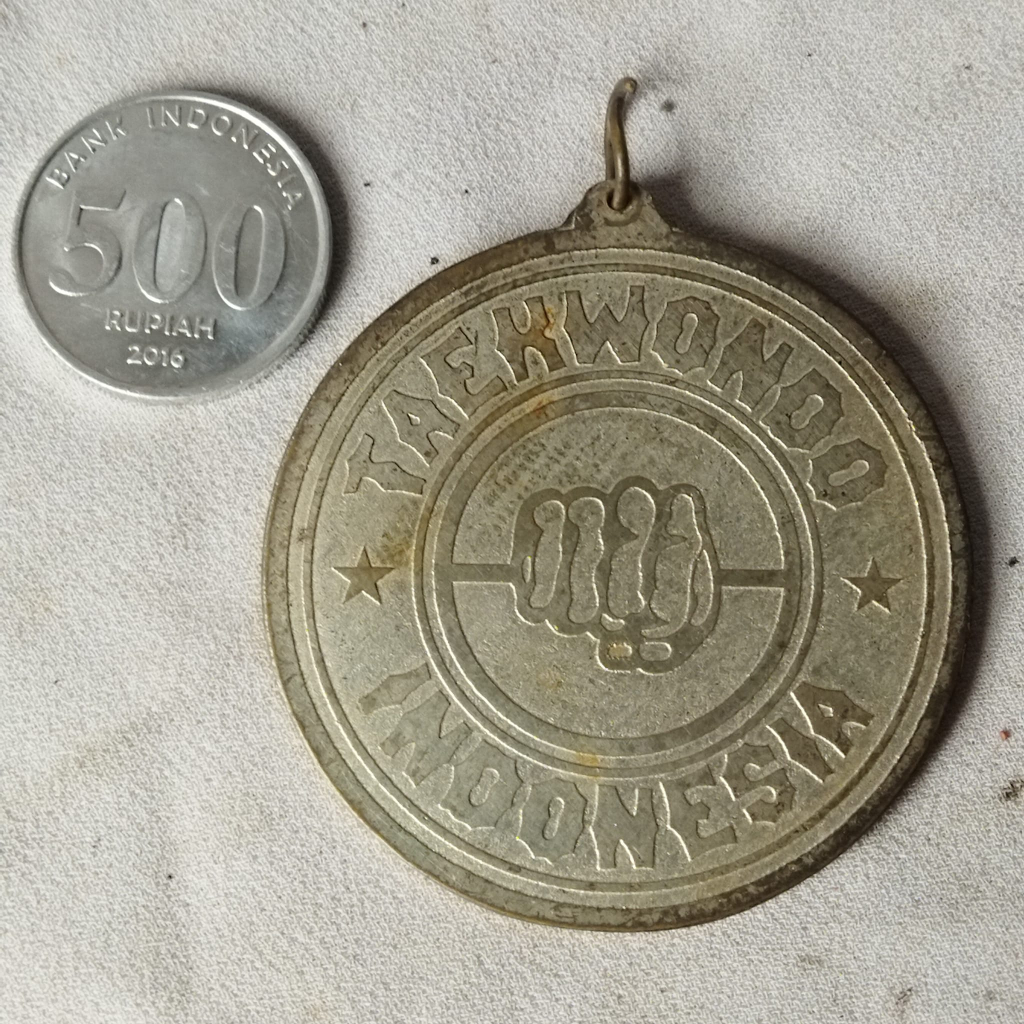 BANK INDONESIA
500
RUPIAH
2016
TAEKWONDO
INDONESIA